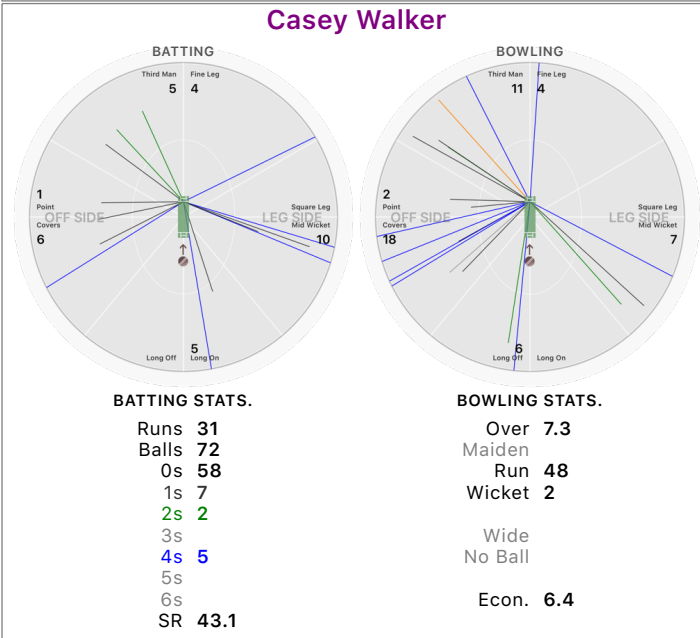 Casey Walker
BATTING
Third Man Fine Leg
5 4
1
Point
OFF SIDE
Covers
6
Square Leg
LEG SIDE
Mid Wicket
10
5
Long Off Long On
BOWLING
Third Man Fine Leg
11 4
2
Point
OFF SIDE
Covers
18
Square Leg
LEG SIDE
Mid Wicket
7
6
Long Off Long On
BATTING STATS.
Runs 31
Balls 72
0s 58
1s 7
2s 2
3s
4s 5
5s
6s
SR 43.1
BOWLING STATS.
Over 7.3
Maiden
Run 48
Wicket 2
Wide
No Ball
Econ. 6.4